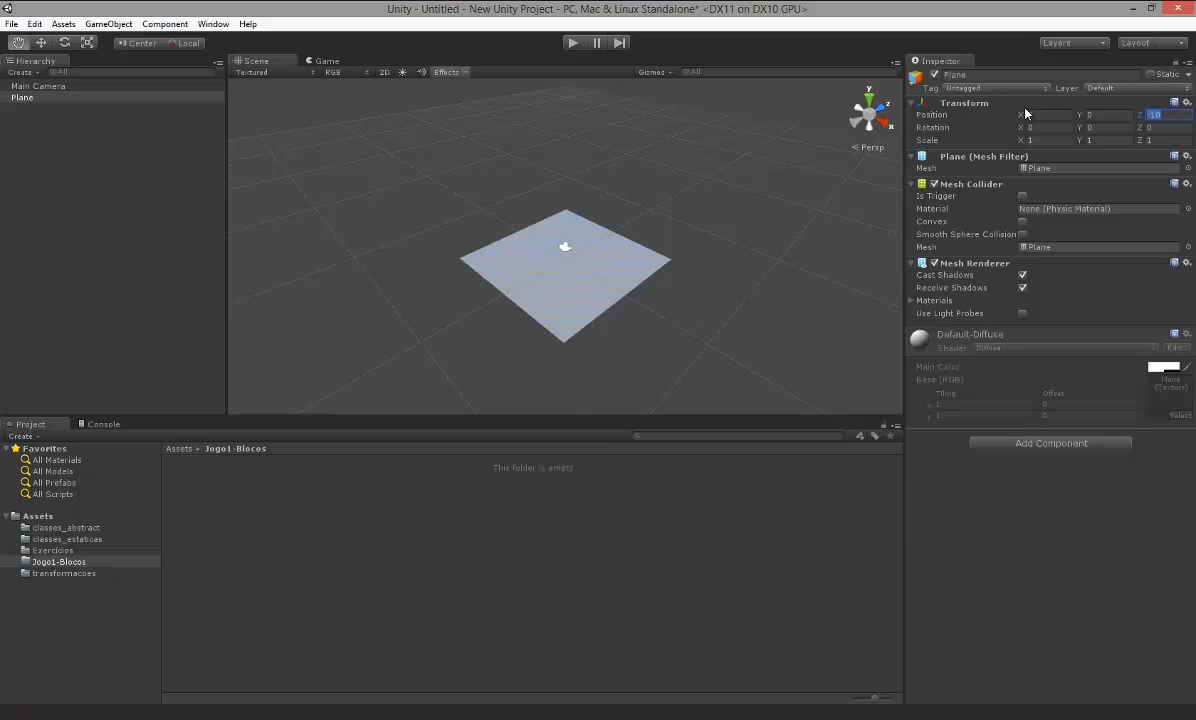 Unity - Untitled - New Unity Project - PC, Mac & Linux Standalone* <DX11 on DX10 GPU>
File Edit Assets GameObject Component Window Help
Center Local Layers Layout
Hierarchy
Create All
Main Camera
Plane
Scene Game
Textured RGB 2D Effects Gizmos All
y
z
x
Persp
Inspector
Plane Static
Tag Untagged Layer Default
Transform
Position X Y 0 Z -10
Rotation X 0 Y 0 Z 0
Scale X 1 Y 1 Z 1
Plane (Mesh Filter)
Mesh Plane
Mesh Collider
Is Trigger
Material None (Physic Material)
Convex
Smooth Sphere Collision
Mesh Plane
Mesh Renderer
Cast Shadows
Receive Shadows
Materials
Use Light Probes
Default-Diffuse
Shader Diffuse Edit...
Main Color
Base (RGB) None
(Texture)
Tiling Offset
x 1 0
y 1 0 Select
Add Component
Project Console
Create
Favorites
All Materials
All Models
All Prefabs
All Scripts
Assets
classes_abstract
classes_estaticas
Exercicios
Jogo1-Blocos
transformacoes
Assets Jogo1-Blocos
This folder is empty